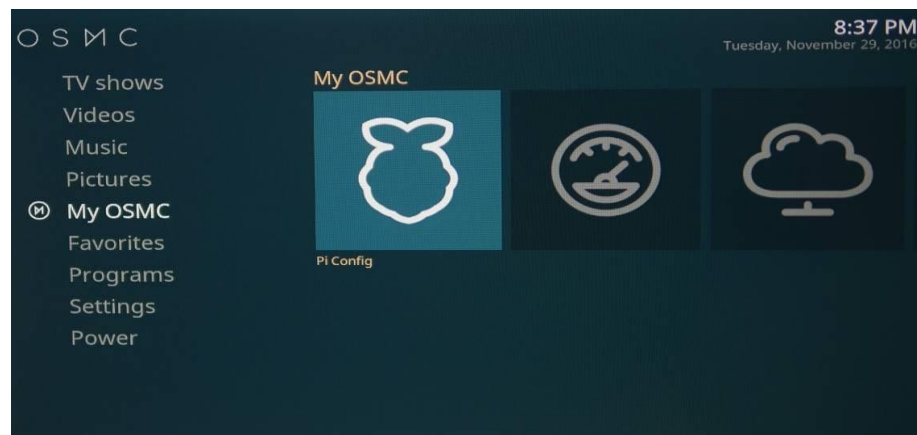 OSMC
8:37 PM
Tuesday, November 29, 2016
TV shows
Videos
Music
Pictures
My OSMC
Favorites
Programs
Settings
Power
My OSMC
Pi Config